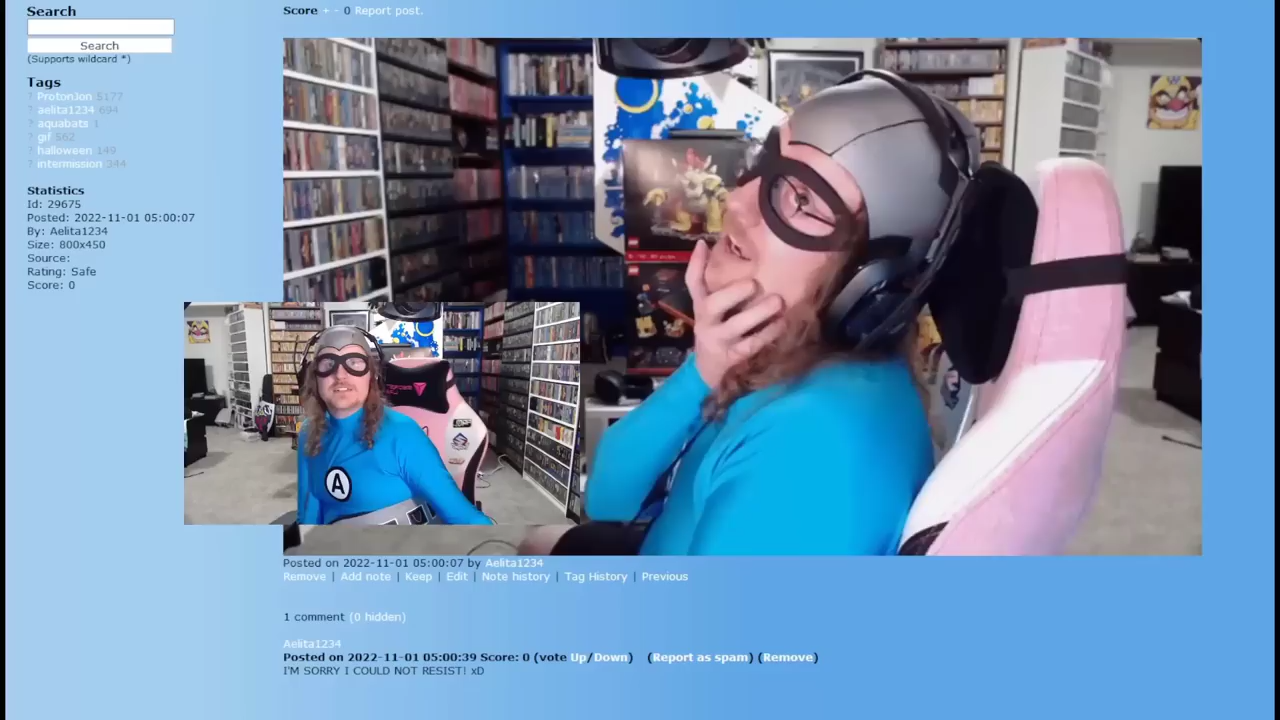 Search
Score + - 0 Report post.
Search
(Supports wildcard *)
Tags
? ProtonJon 5177
? aelita1234 694
? aquabats 1
? gif 562
? halloween 149
? intermission 244
Statistics
Id: 29675
Posted: 2022-11-01 05:00:07
By: Aelita1234
Size: 800x450
Source:
Rating: Safe
Score: 0
A
Posted on 2022-11-01 05:00:07 by Aelita1234
Remove | Add note | Keep | Edit | Note history | Tag History | Previous
1 comment (0 hidden)
Aelita1234
Posted on 2022-11-01 05:00:39 Score: 0 (vote Up/Down) (Report as spam) (Remove)
I'M SORRY I COULD NOT RESIST! xD